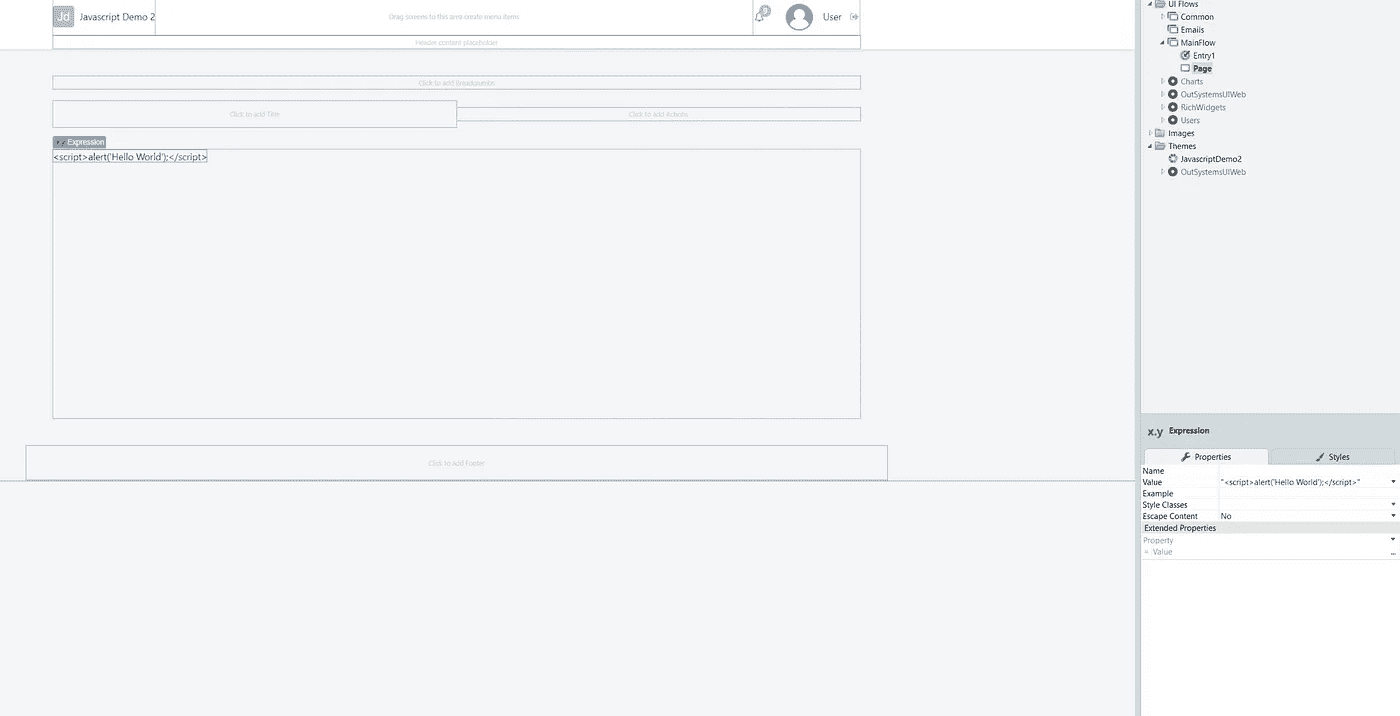 Jd Javascript Demo 2
Drag screens to this area create menu items
User
Header content placeholder
Click to add Breadcrumbs
Click to add Title
Click to add Actions
Expression
<script>alert('Hello World');</script>
Click to add Footer
UI Flows
Common
Emails
MainFlow
Entry1
Page
Charts
OutSystemsUIWeb
RichWidgets
Users
Images
Themes
JavascriptDemo2
OutSystemsUIWeb
x.y Expression
Properties Styles
Name
Value "<script>alert('Hello World');</script>"
Example
Style Classes
Escape Content No
Extended Properties
Property
= Value ...